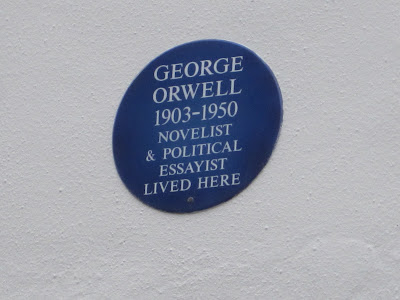 GEORGE
ORWELL
1903-1950
NOVELIST
& POLITICAL
ESSAYIST
LIVED HERE